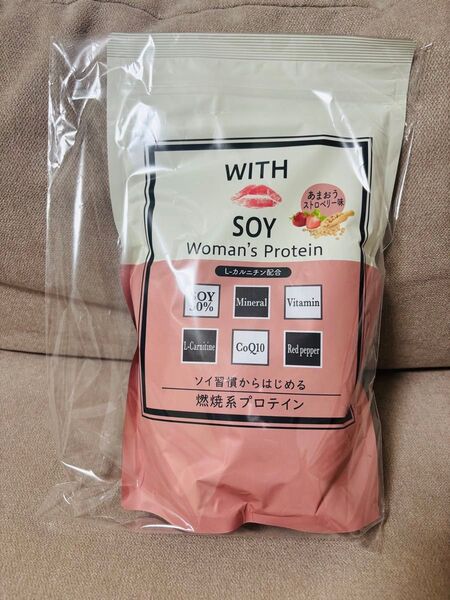 WITH
SOY
あまおう
ストロベリー味
Woman's Protein
L-カルニチン配合
SOY
50%
Mineral
Vitamin
L-Carnitine
CoQ10
Red pepper
ソイ習慣からはじめる
燃焼系プロテイン